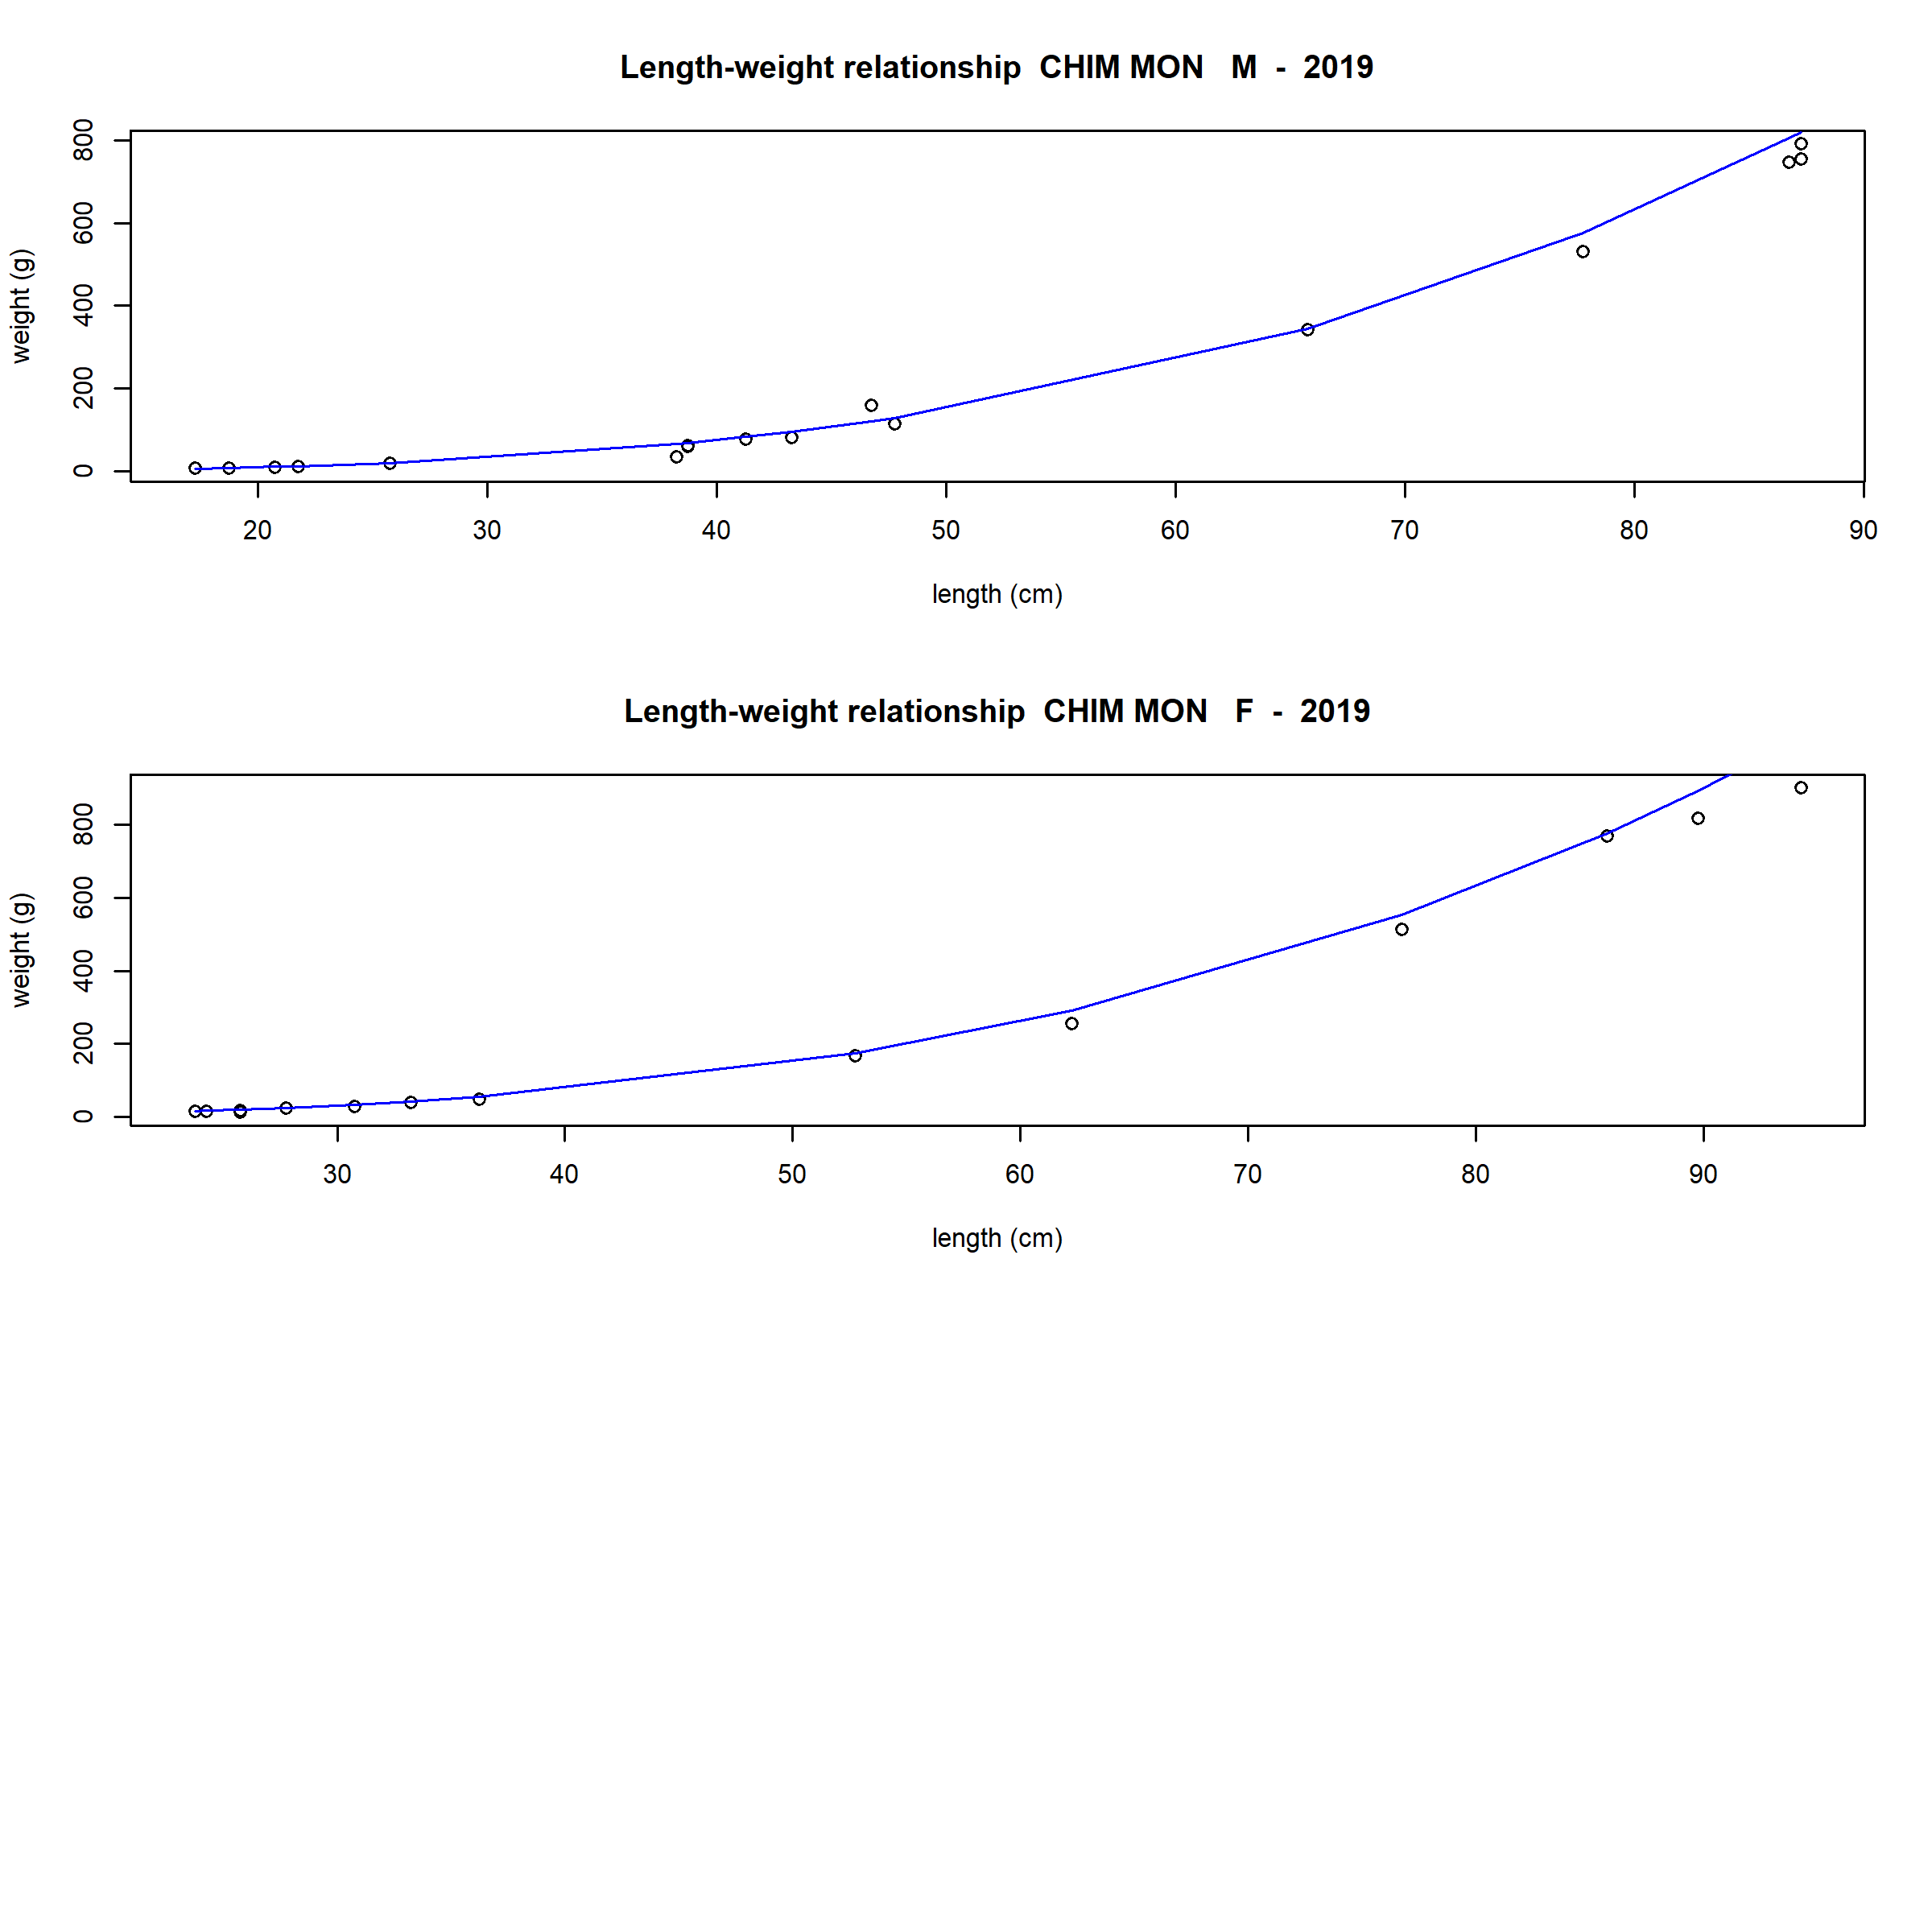 Length-weight relationship  CHIM MON   M  -  2019
800
600
400
200
0
weight (g)
20 30 40 50 60 70 80 90
length (cm)
Length-weight relationship  CHIM MON   F  -  2019
800
600
400
200
0
weight (g)
30 40 50 60 70 80 90
length (cm)